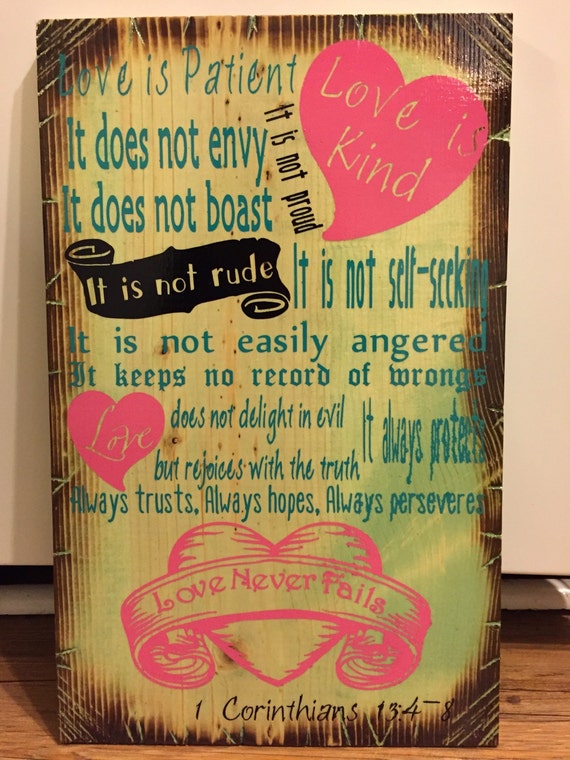 Love is Patient
Love is
Kind
It does not envy
It is not proud
It does not boast
It is not rude
It is not self-seeking
It is not easily angered
It keeps no record of wrongs
Love
does not delight in evil
but rejoices with the truth
It always protects
Always trusts, Always hopes, Always perseveres
Love Never Fails
1 Corinthians 13:4-8